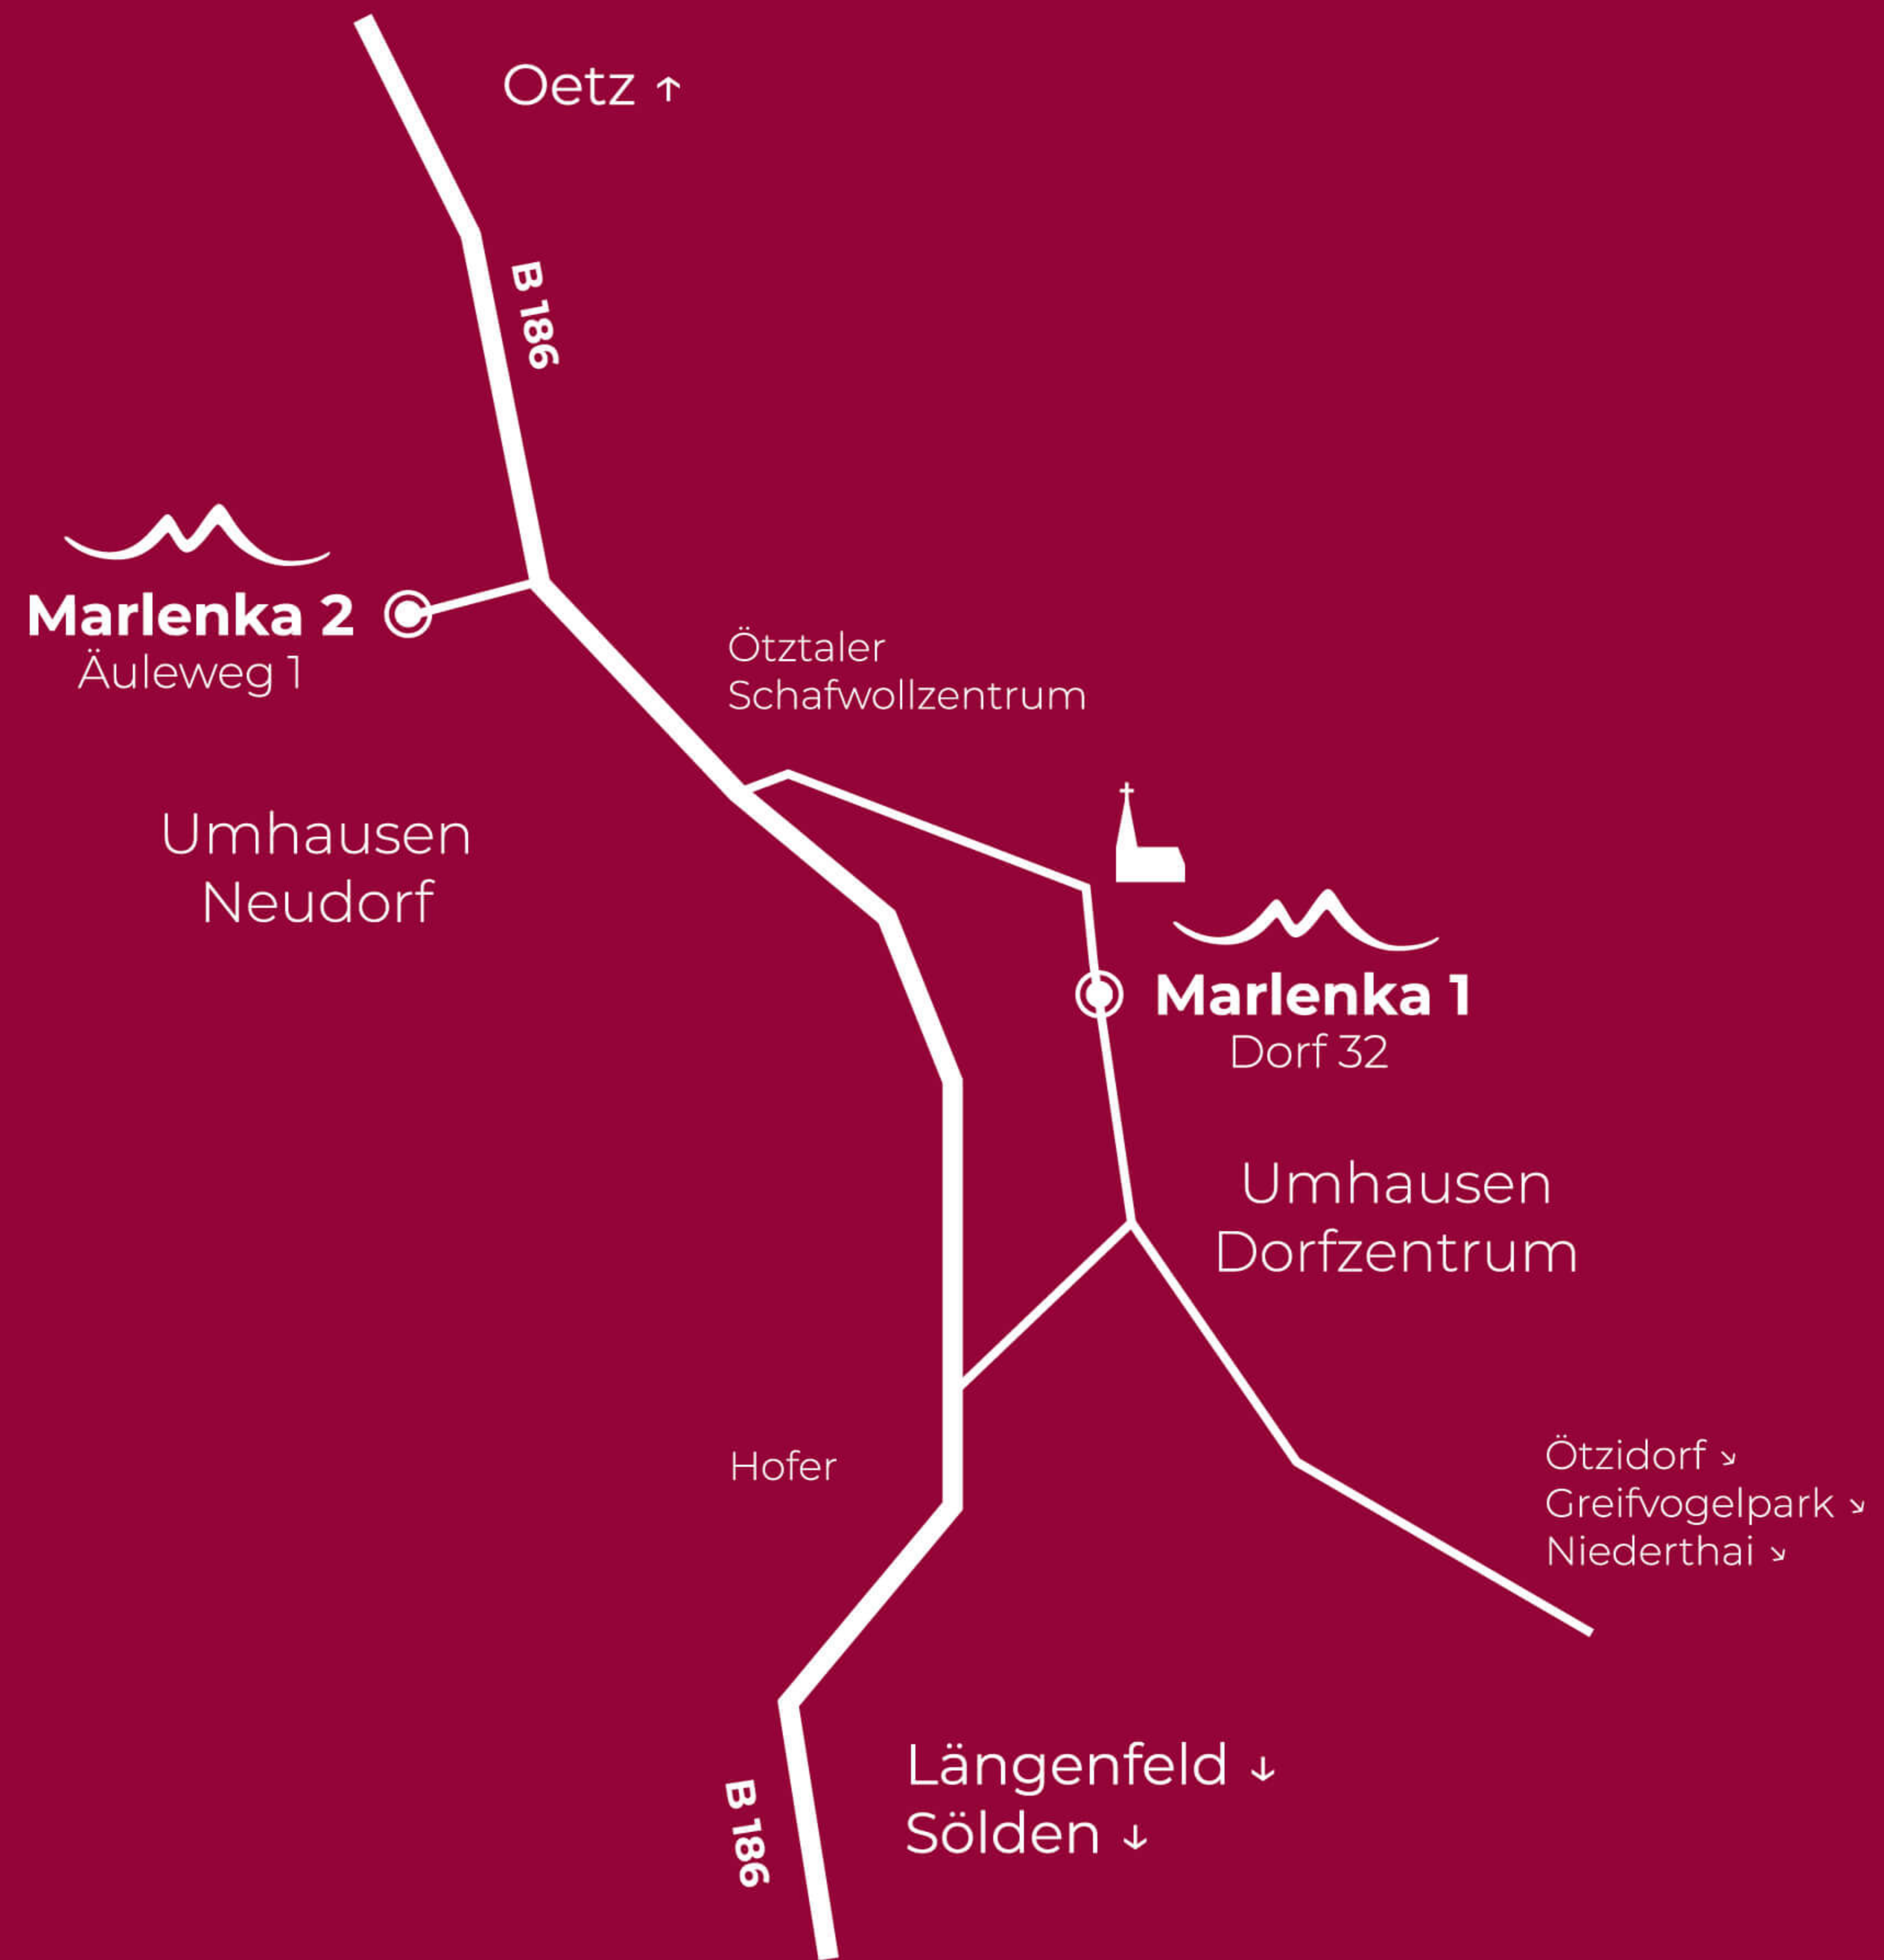 Oetz ↑
B 186
Marlenka 2
Äuleweg 1
Ötztaler
Schafwollzentrum
Umhausen
Neudorf
Marlenka 1
Dorf 32
Umhausen
Dorfzentrum
Hofer
Ötzidorf ↘
Greifvogelpark ↘
Niederthai ↘
Längenfeld ↓
Sölden ↓
B 186